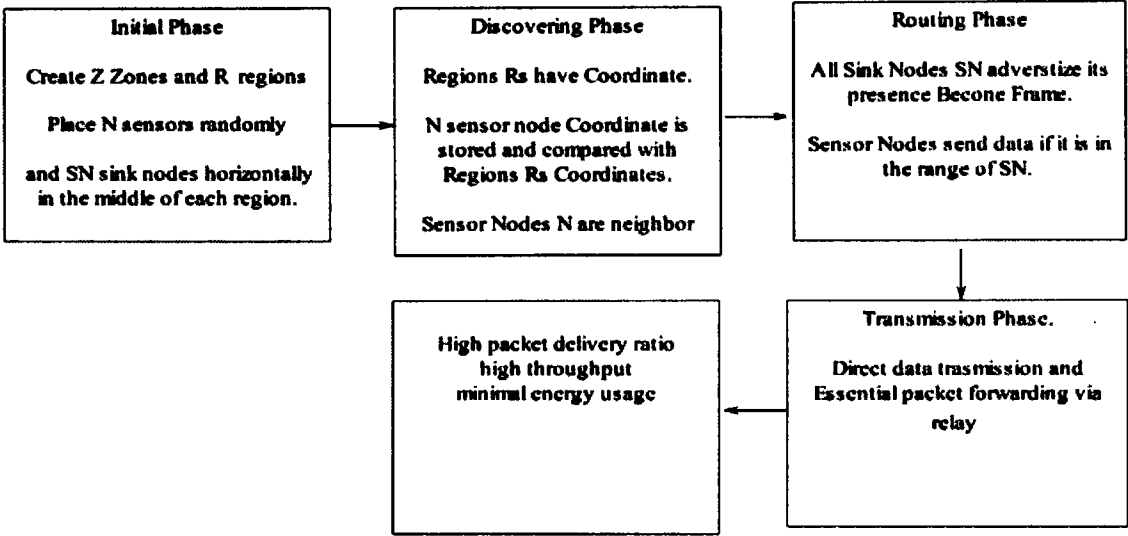 Initial Phase
Create Z Zones and R regions
Place N sensors randomly
and SN sink nodes horizontally
in the middle of each region.
Discovering Phase
Regions Rs have Coordinate.
N sensor node Coordinate is
stored and compared with
Regions Rs Coordinates.
Sensor Nodes N are neighbor
Routing Phase
All Sink Nodes SN adverstize its
presence Becone Frame.
Sensor Nodes send data if it is in
the range of SN.
Transmission Phase.
Direct data trasmission and
Essential packet forwarding via
relay
High packet delivery ratio
high throughput
minimal energy usage